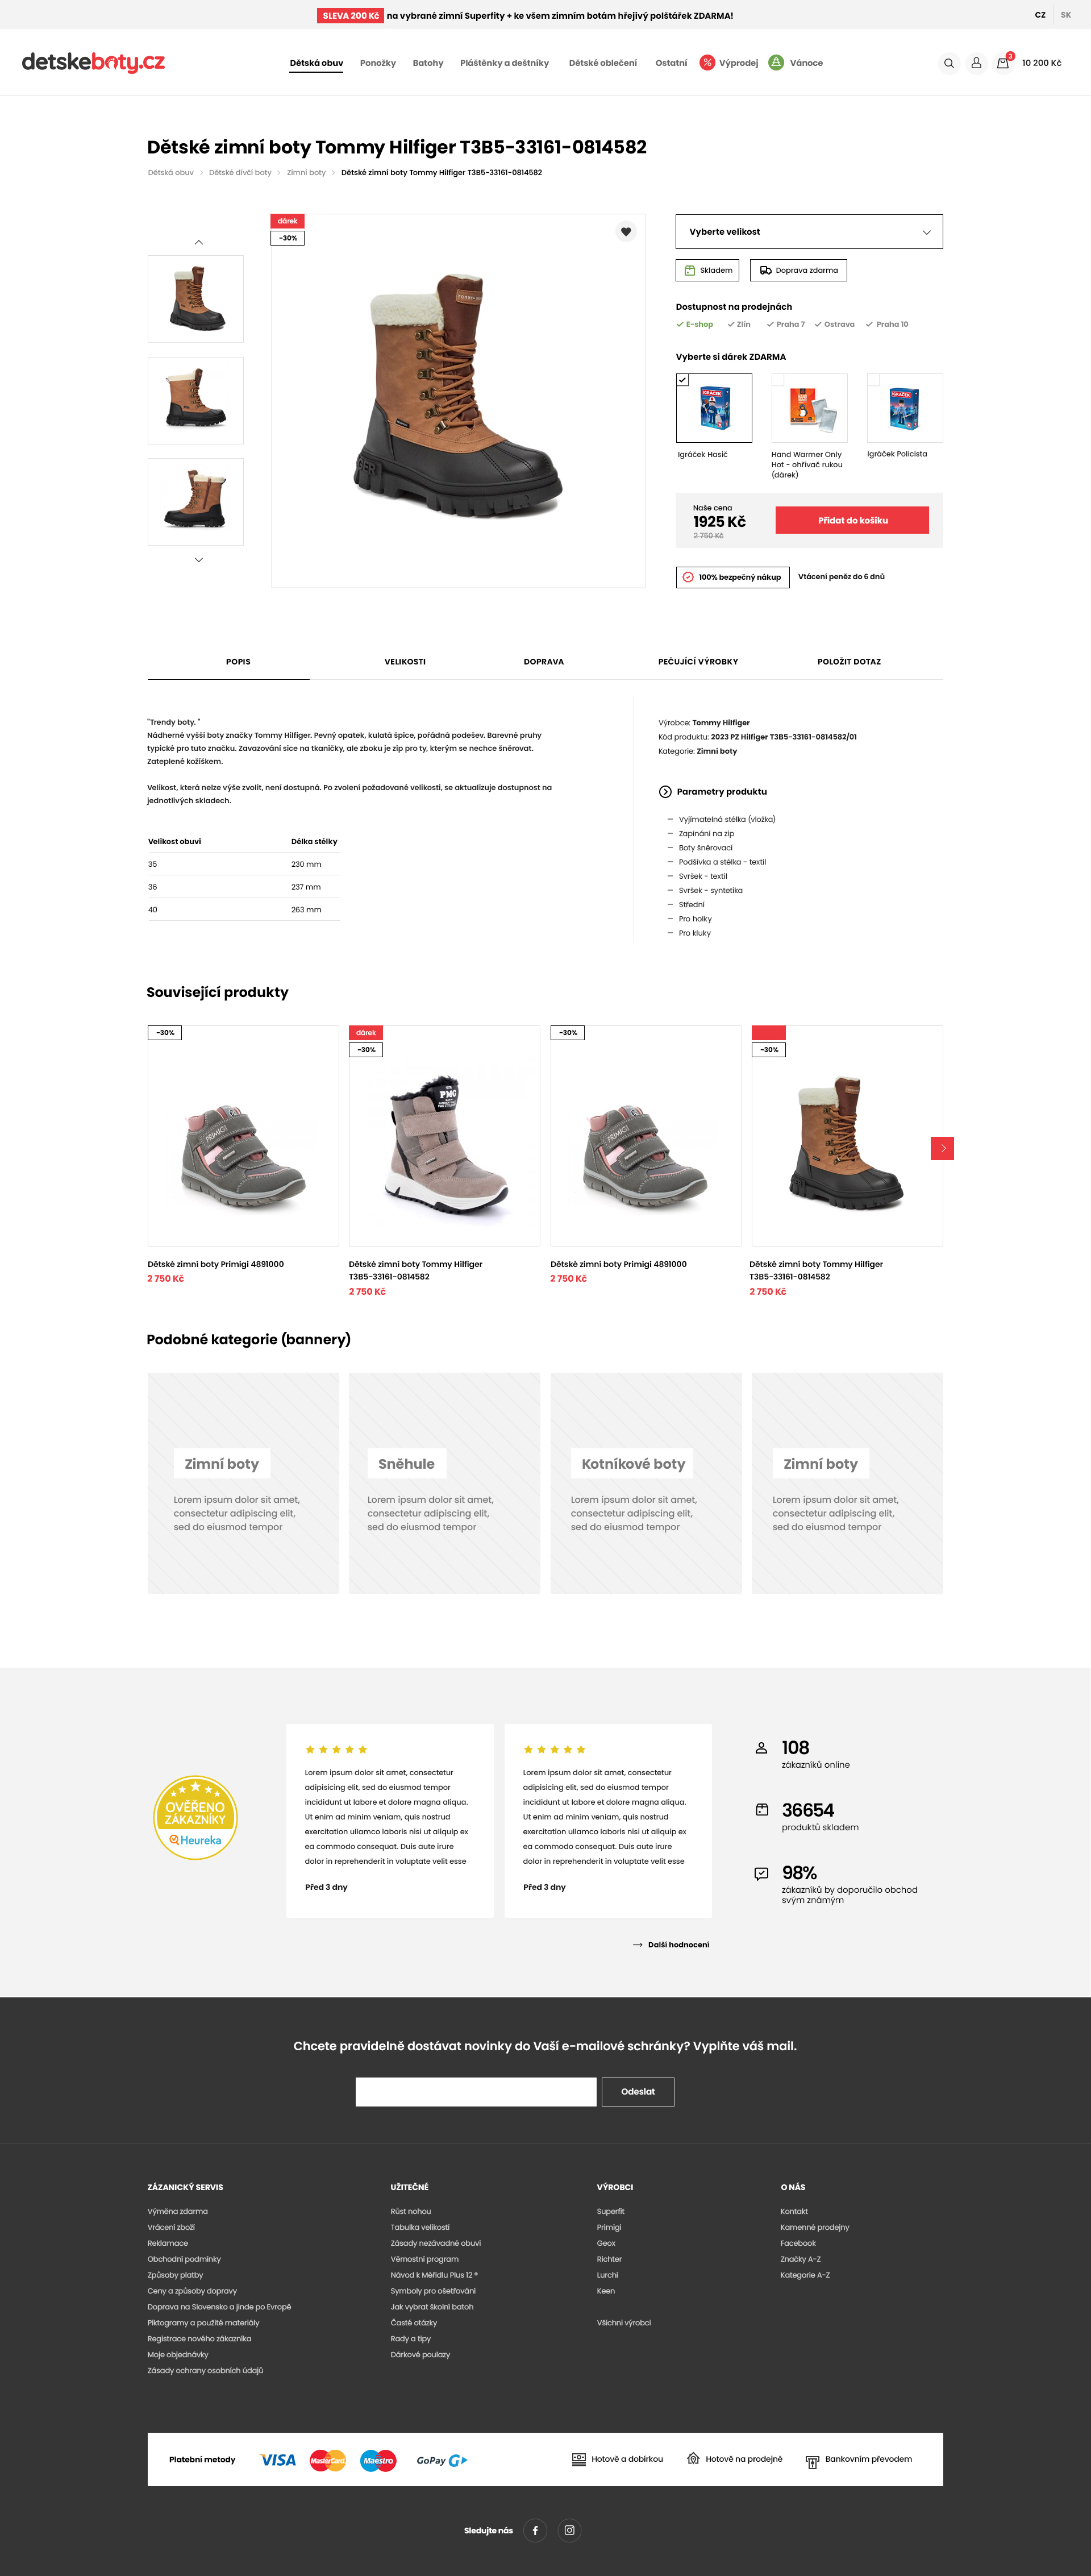 SLEVA 200 Kč na vybrané zimní Superfity + ke všem zimním botám hřejivý polštářek ZDARMA!
CZ
SK
detskeboty.cz
Dětská obuv
Ponožky
Batohy
Pláštěnky a deštníky
Dětské oblečení
Ostatní
% Výprodej
Vánoce
3
10 200 Kč
Dětské zimní boty Tommy Hilfiger T3B5-33161-0814582
Dětská obuv > Dětské dívčí boty > Zimní boty > Dětské zimní boty Tommy Hilfiger T3B5-33161-0814582
dárek
-30%
Vyberte velikost
Skladem
Doprava zdarma
Dostupnost na prodejnách
E-shop
Zlín
Praha 7
Ostrava
Praha 10
Vyberte si dárek ZDARMA
Igráček Hasič
Hand Warmer Only
Hot - ohřívač rukou
(dárek)
Igráček Policista
Naše cena
1925 Kč
2 750 Kč
Přidat do košíku
100% bezpečný nákup
Vtácení peněz do 6 dnů
POPIS
VELIKOSTI
DOPRAVA
PEČUJÍCÍ VÝROBKY
POLOŽIT DOTAZ
"Trendy boty. "
Nádherné vyšší boty značky Tommy Hilfiger. Pevný opatek, kulatá špice, pořádná podešev. Barevné pruhy
typické pro tuto značku. Zavazování sice na tkaničky, ale zboku je zip pro ty, kterým se nechce šněrovat.
Zateplené kožíškem.
Velikost, která nelze výše zvolit, není dostupná. Po zvolení požadované velikosti, se aktualizuje dostupnost na
jednotlivých skladech.
Velikost obuvi
Délka stélky
35
230 mm
36
237 mm
40
263 mm
Výrobce: Tommy Hilfiger
Kód produktu: 2023 PZ Hilfiger T3B5-33161-0814582/01
Kategorie: Zimní boty
Parametry produktu
— Vyjímatelná stélka (vložka)
— Zapínání na zip
— Boty šněrovací
— Podšívka a stélka - textil
— Svršek - textil
— Svršek - syntetika
— Střední
— Pro holky
— Pro kluky
Související produkty
-30%
dárek
-30%
-30%
-30%
PRIMIGI
PMG
PRIMIGI
Dětské zimní boty Primigi 4891000
2 750 Kč
Dětské zimní boty Tommy Hilfiger
T3B5-33161-0814582
2 750 Kč
Dětské zimní boty Primigi 4891000
2 750 Kč
Dětské zimní boty Tommy Hilfiger
T3B5-33161-0814582
2 750 Kč
Podobné kategorie (bannery)
Zimní boty
Lorem ipsum dolor sit amet,
consectetur adipiscing elit,
sed do eiusmod tempor
Sněhule
Lorem ipsum dolor sit amet,
consectetur adipiscing elit,
sed do eiusmod tempor
Kotníkové boty
Lorem ipsum dolor sit amet,
consectetur adipiscing elit,
sed do eiusmod tempor
Zimní boty
Lorem ipsum dolor sit amet,
consectetur adipiscing elit,
sed do eiusmod tempor
OVĚŘENO
ZÁKAZNÍKY
Heureka
Lorem ipsum dolor sit amet, consectetur
adipisicing elit, sed do eiusmod tempor
incididunt ut labore et dolore magna aliqua.
Ut enim ad minim veniam, quis nostrud
exercitation ullamco laboris nisi ut aliquip ex
ea commodo consequat. Duis aute irure
dolor in reprehenderit in voluptate velit esse
Před 3 dny
Lorem ipsum dolor sit amet, consectetur
adipisicing elit, sed do eiusmod tempor
incididunt ut labore et dolore magna aliqua.
Ut enim ad minim veniam, quis nostrud
exercitation ullamco laboris nisi ut aliquip ex
ea commodo consequat. Duis aute irure
dolor in reprehenderit in voluptate velit esse
Před 3 dny
108
zákazníků online
36654
produktů skladem
98%
zákazníků by doporučilo obchod
svým známým
Další hodnocení
Chcete pravidelně dostávat novinky do Vaší e-mailové schránky? Vyplňte váš mail.
Odeslat
ZÁZANICKÝ SERVIS
Výměna zdarma
Vrácení zboží
Reklamace
Obchodní podmínky
Způsoby platby
Ceny a způsoby dopravy
Doprava na Slovensko a jinde po Evropě
Piktogramy a použité materiály
Registrace nového zákazníka
Moje objednávky
Zásady ochrany osobních údajů
UŽITEČNÉ
Růst nohou
Tabulka velikostí
Zásady nezávadné obuvi
Věrnostní program
Návod k Měřidlu Plus 12 ®
Symboly pro ošetřování
Jak vybrat školní batoh
Časté otázky
Rady a tipy
Dárkové poukazy
VÝROBCI
Superfit
Primigi
Geox
Richter
Lurchi
Keen
Všichni výrobci
O NÁS
Kontakt
Kamenné prodejny
Facebook
Značky A-Z
Kategorie A-Z
Platební metody
VISA
MasterCard
Maestro
GoPay
Hotově a dobírkou
Hotově na prodejně
Bankovním převodem
Sledujte nás